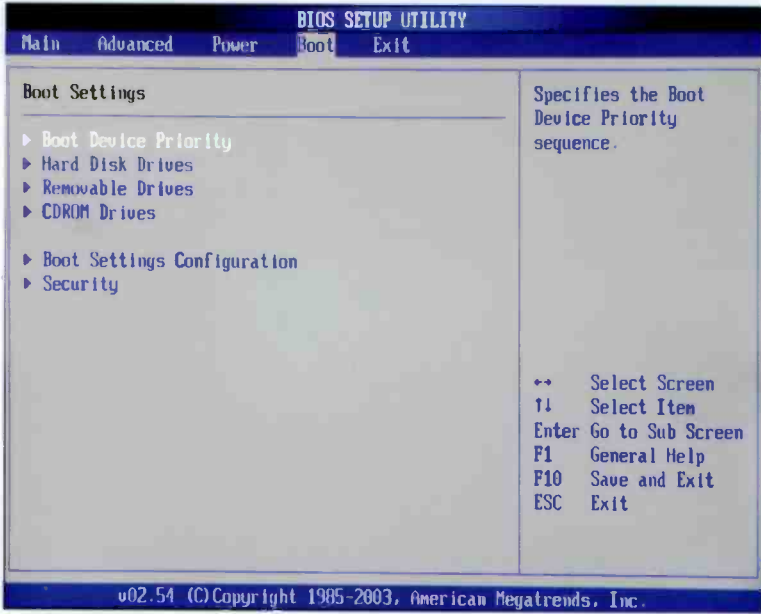 BIOS SETUP UTILITY
Main Advanced Power Boot Exit
Boot Settings
Boot Device Priority
Hard Disk Drives
Removable Drives
CDROM Drives
Boot Settings Configuration
Security
Specifies the Boot
Device Priority
sequence.
↔ Select Screen
↑↓ Select Item
Enter Go to Sub Screen
F1 General Help
F10 Save and Exit
ESC Exit
v02.54 (C)Copyright 1985-2003, American Megatrends, Inc.